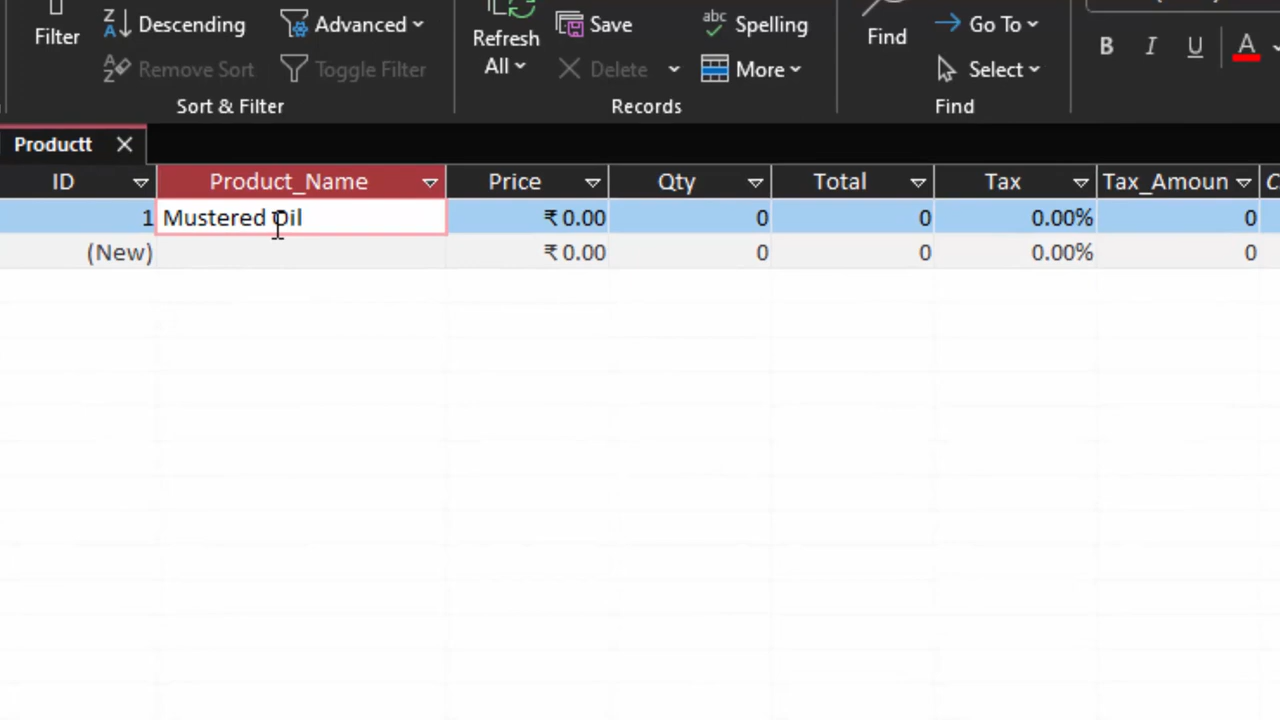 Filter
Descending
Advanced
Remove Sort
Toggle Filter
Sort & Filter
Refresh
All
Save
abc
Spelling
Delete
More
Records
Find
Go To
Select
Find
B I U A
Productt
ID Product_Name Price Qty Total Tax Tax_Amoun
1 Mustered Oil ₹ 0.00 0 0 0.00% 0
(New) ₹ 0.00 0 0 0.00% 0